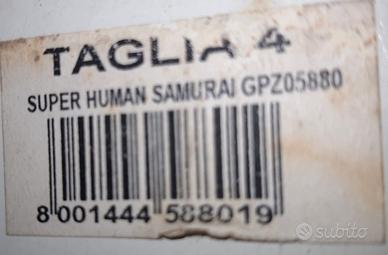 TAGLIA 4
SUPER HUMAN SAMURAI GPZ05880
8 001444 588019
subito